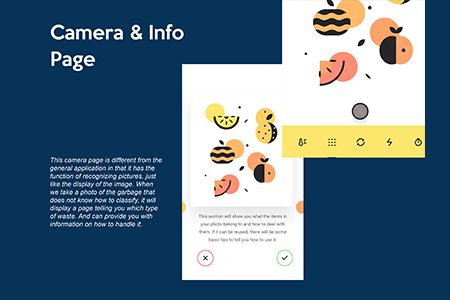 Camera & Info
Page
This camera page is different from the
general application in that it has the
function of recognizing pictures, just
like the display of the image. When
we take a photo of the garbage that
does not know how to classify, it will
display a page telling you which type
of waste. And can provide you with
information on how to handle it.
This section will show you what the items in
your photo belong to and how to deal with
them. If it can be reused, there will be some
basic tips to tell you how to use it.